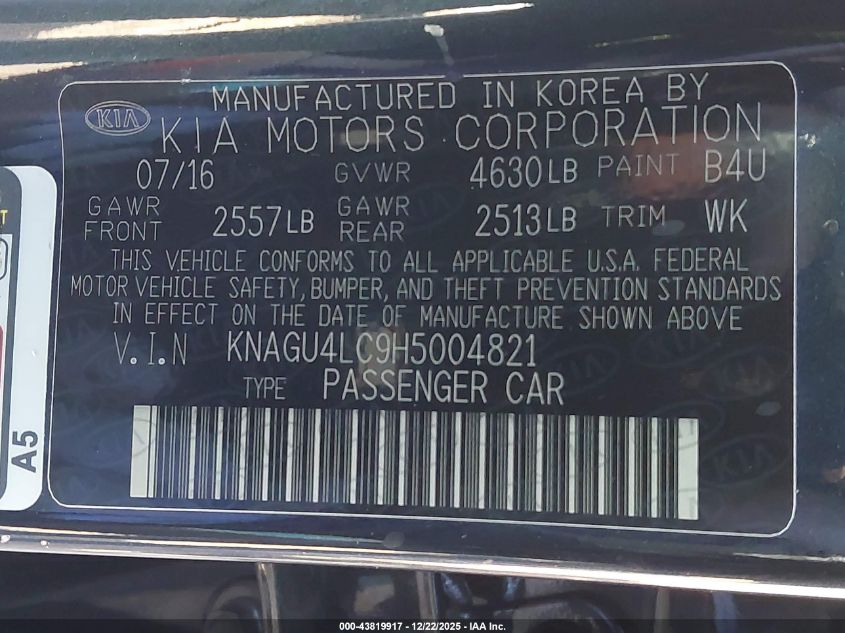 MANUFACTURED IN KOREA BY
KIA KIA MOTORS CORPORATION
07/16 GVWR 4630LB PAINT B4U
GAWR FRONT 2557LB GAWR REAR 2513LB TRIM WK
THIS VEHICLE CONFORMS TO ALL APPLICABLE U.S.A. FEDERAL
MOTOR VEHICLE SAFETY, BUMPER, AND THEFT PREVENTION STANDARDS
IN EFFECT ON THE DATE OF MANUFACTURE SHOWN ABOVE
V.I.N KNAGU4LC9H5004821
TYPE PASSENGER CAR
A5
000-43819917 - 12/22/2025 - IAA Inc.